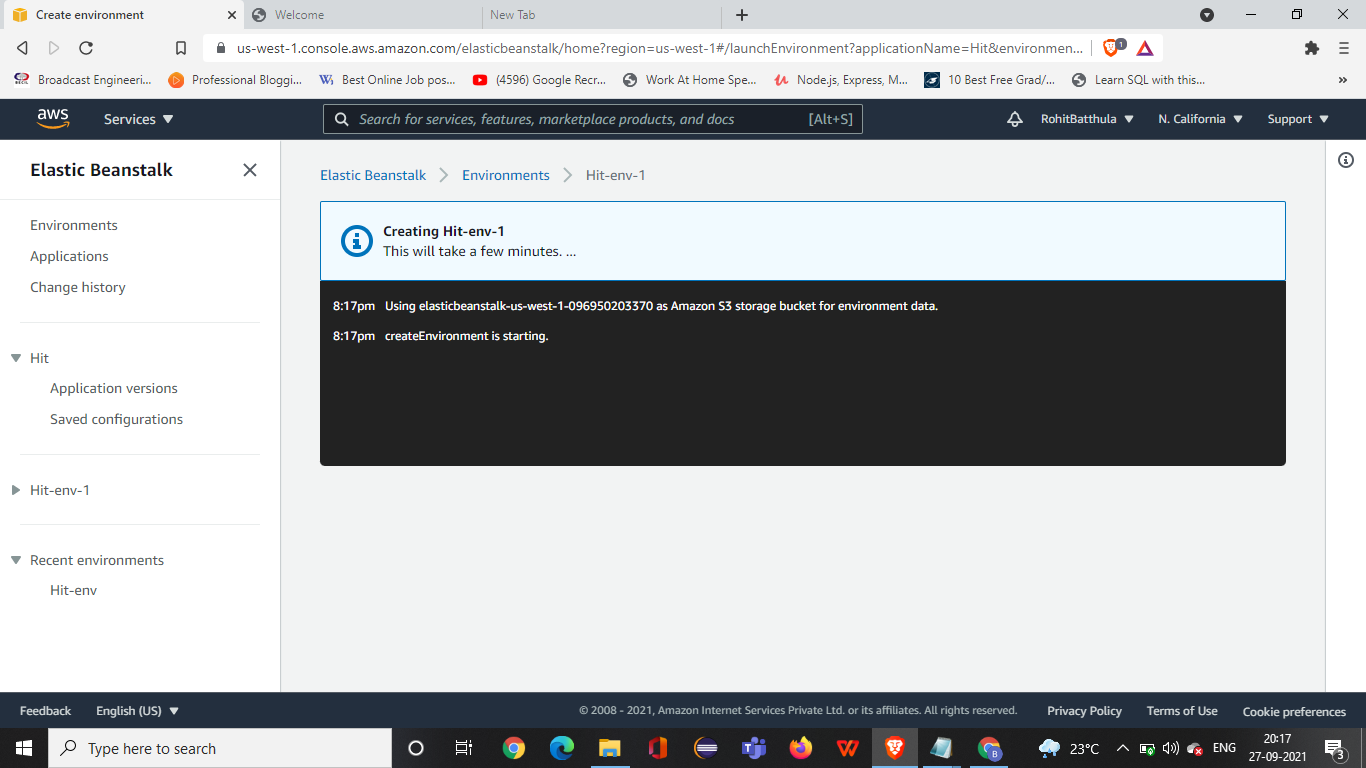 Create environment
Welcome
New Tab
us-west-1.console.aws.amazon.com/elasticbeanstalk/home?region=us-west-1#/launchEnvironment?applicationName=Hit&environmen...
1
Broadcast Engineeri...
Professional Bloggi...
Best Online Job pos...
(4596) Google Recr...
Work At Home Spe...
Node.js, Express, M...
10 Best Free Grad/...
Learn SQL with this...
»
aws
Services
Search for services, features, marketplace products, and docs
[Alt+S]
RohitBatthula
N. California
Support
Elastic Beanstalk
Environments
Applications
Change history
Hit
Application versions
Saved configurations
Hit-env-1
Recent environments
Hit-env
Elastic Beanstalk
Environments
Hit-env-1
Creating Hit-env-1
This will take a few minutes. ...
8:17pm Using elasticbeanstalk-us-west-1-096950203370 as Amazon S3 storage bucket for environment data.
8:17pm createEnvironment is starting.
Feedback
English (US)
© 2008 - 2021, Amazon Internet Services Private Ltd. or its affiliates. All rights reserved.
Privacy Policy
Terms of Use
Cookie preferences
Type here to search
23°C
ENG
20:17
27-09-2021
3